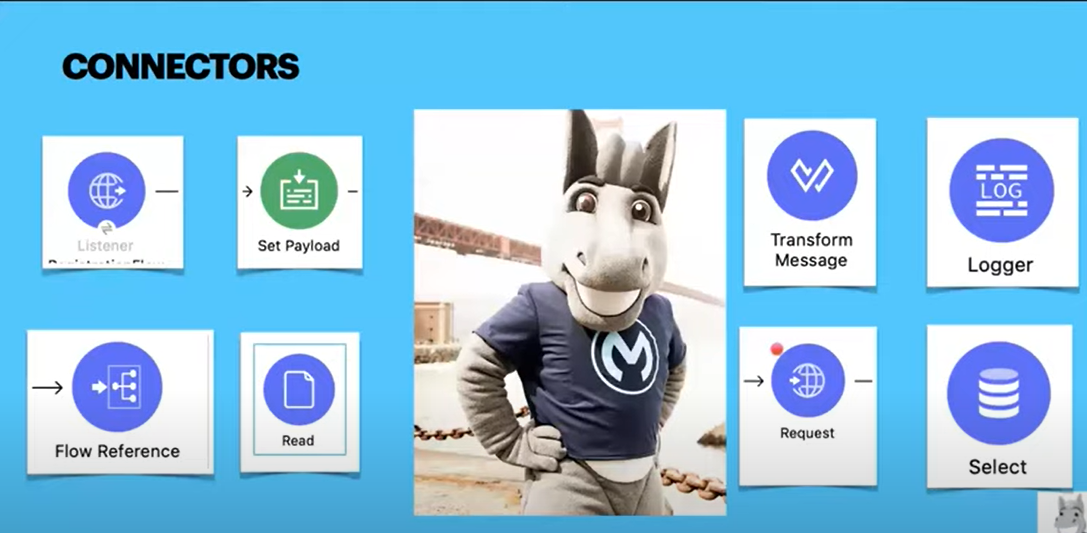 CONNECTORS
Listener
Set Payload
Transform
Message
Logger
LOG
Flow Reference
Read
Request
Select